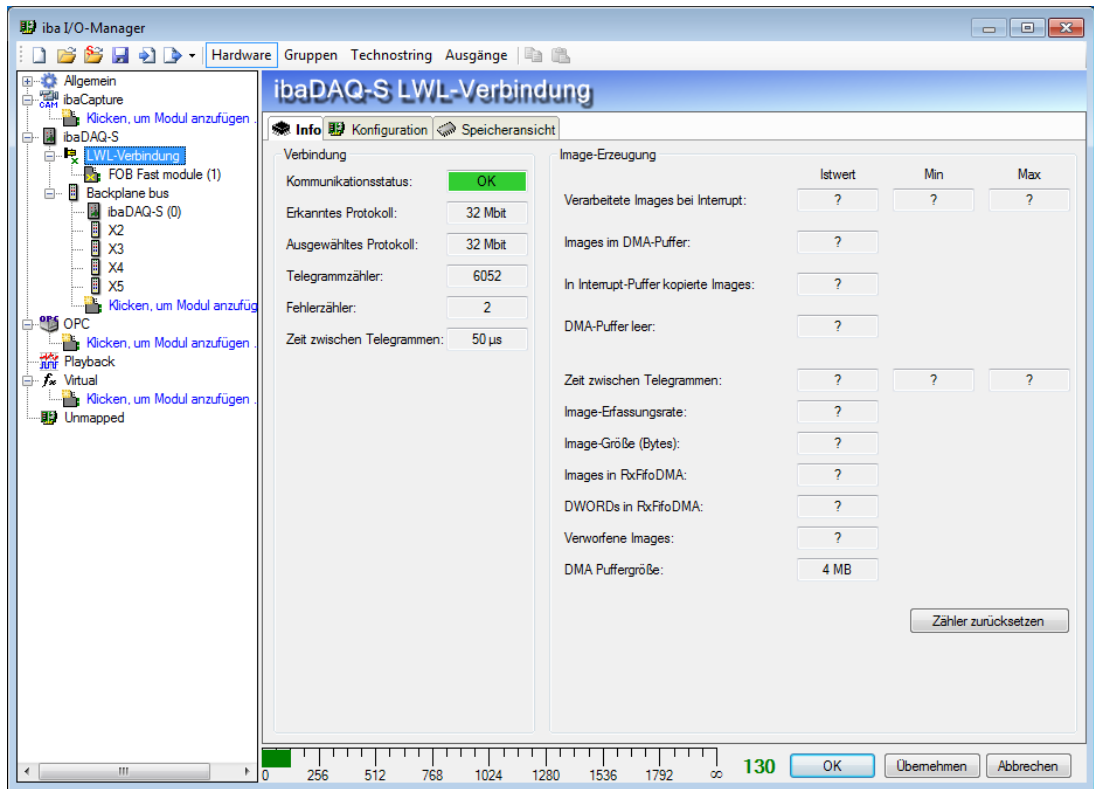 iba I/O-Manager
Hardware Gruppen Technostring Ausgänge
Allgemein
ibaCapture
Klicken, um Modul anzufügen .
ibaDAQ-S
LWL-Verbindung
FOB Fast module (1)
Backplane bus
ibaDAQ-S (0)
X2
X3
X4
X5
Klicken, um Modul anzufüg
OPC
Klicken, um Modul anzufügen .
Playback
Virtual
Klicken, um Modul anzufügen .
Unmapped
ibaDAQ-S LWL-Verbindung
Info Konfiguration Speicheransicht
Verbindung
Kommunikationsstatus: OK
Erkanntes Protokoll: 32 Mbit
Ausgewähltes Protokoll: 32 Mbit
Telegrammzähler: 6052
Fehlerzähler: 2
Zeit zwischen Telegrammen: 50 µs
Image-Erzeugung
Istwert Min Max
Verarbeitete Images bei Interrupt: ? ? ?
Images im DMA-Puffer: ?
In Interrupt-Puffer kopierte Images: ?
DMA-Puffer leer: ?
Zeit zwischen Telegrammen: ? ? ?
Image-Erfassungsrate: ?
Image-Größe (Bytes): ?
Images in RxFifoDMA: ?
DWORDs in RxFifoDMA: ?
Verworfene Images: ?
DMA Puffergröße: 4 MB
Zähler zurücksetzen
0 256 512 768 1024 1280 1536 1792 ∞ 130 OK Übernehmen Abbrechen